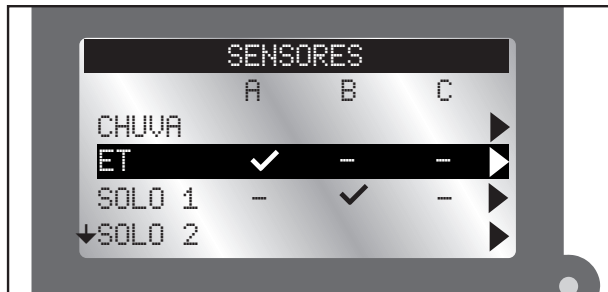 SENSORES
A B C
CHUVA
ET ✓ - -
SOLO 1 - ✓ -
SOLO 2